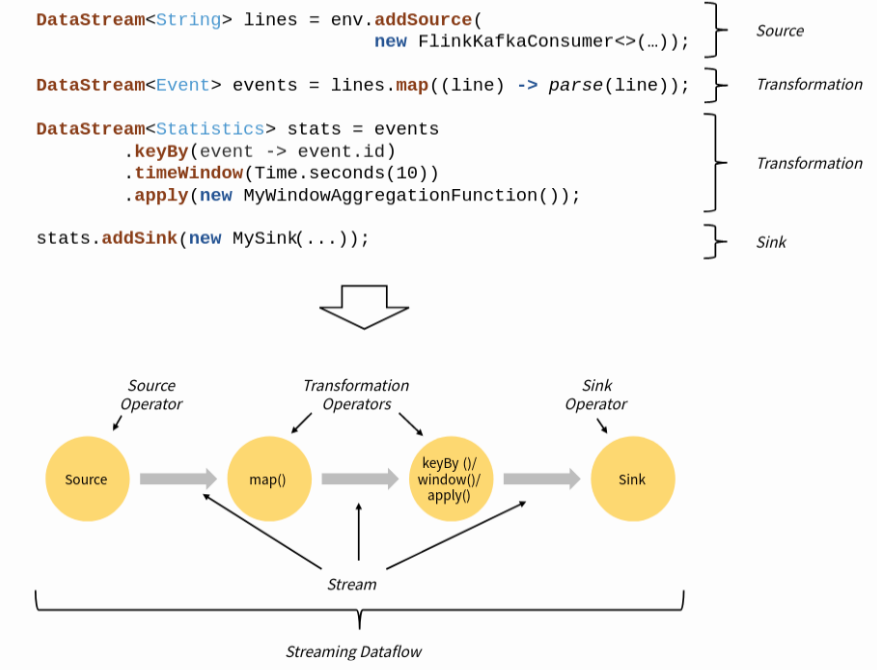 DataStream<String> lines = env.addSource(
new FlinkKafkaConsumer<>(…));
Source
DataStream<Event> events = lines.map((line) -> parse(line));
Transformation
DataStream<Statistics> stats = events
.keyBy(event -> event.id)
.timeWindow(Time.seconds(10))
.apply(new MyWindowAggregationFunction());
Transformation
stats.addSink(new MySink(...));
Sink
Source
Operator
Transformation
Operators
Sink
Operator
Source
map()
keyBy ()/
window()/
apply()
Sink
Stream
Streaming Dataflow